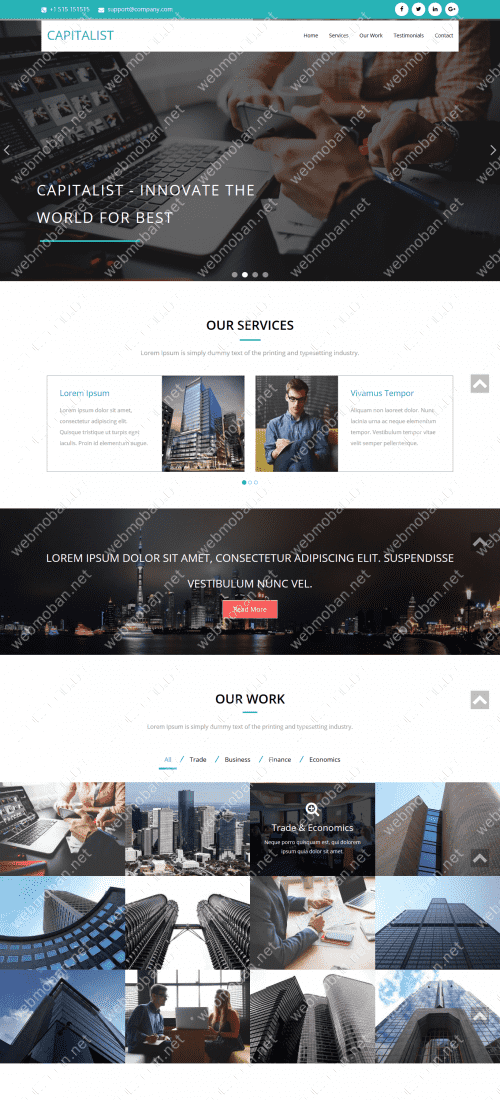 +1 515 151515 support@company.com
CAPITALIST
Home Services Our Work Testimonials Contact
CAPITALIST - INNOVATE THE
WORLD FOR BEST
OUR SERVICES
Lorem Ipsum is simply dummy text of the printing and typesetting industry.
Lorem Ipsum
Lorem ipsum dolor sit amet,
consectetur adipiscing elit.
Quisque tristique ut turpis eget
iaculis. Proin id elementum augue.
Vivamus Tempor
Aliquam non laoreet dolor. Nunc
lacinia urna ac neque elementum
tempor. Vestibulum tempor vitae
velit semper pellentesque.
LOREM IPSUM DOLOR SIT AMET, CONSECTETUR ADIPISCING ELIT. SUSPENDISSE
VESTIBULUM NUNC VEL.
Read More
OUR WORK
Lorem Ipsum is simply dummy text of the printing and typesetting industry.
All / Trade / Business / Finance / Economics
Trade & Economics
Neque porro quisquam est, qui dolorem
ipsum quia dolor sit amet.
webmoban.net